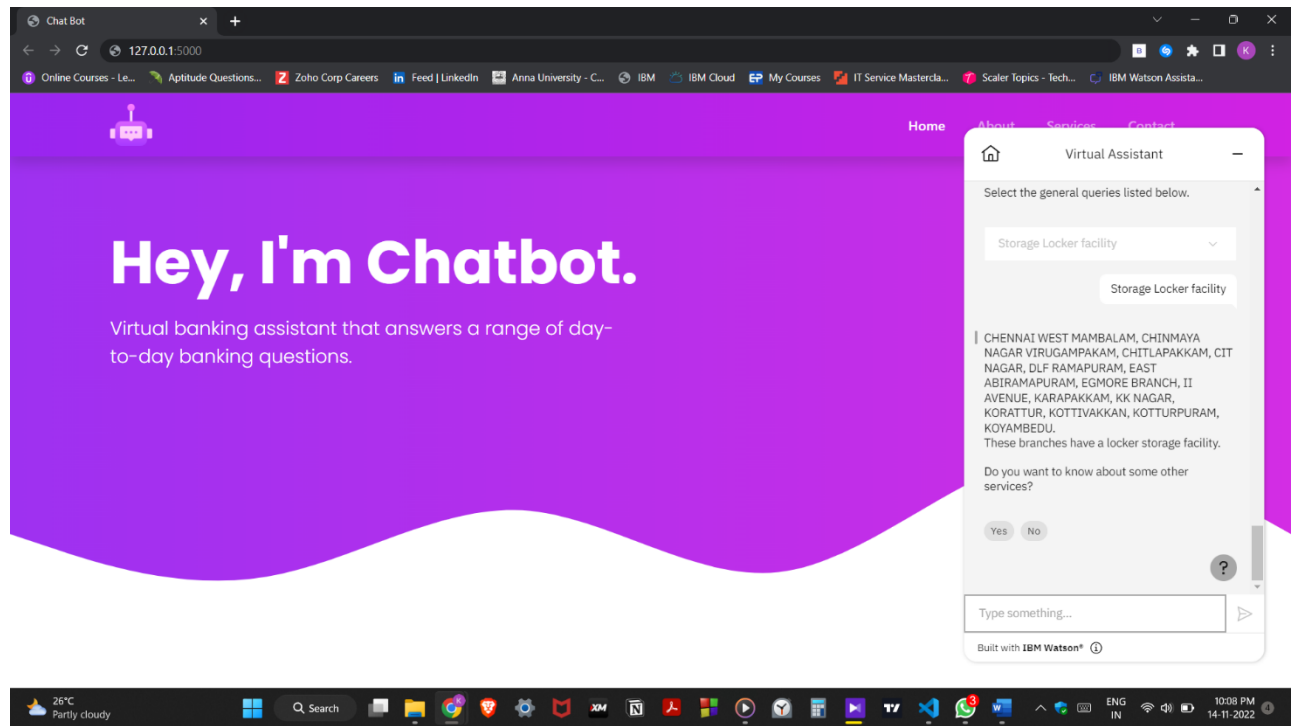 Chat Bot
127.0.0.1:5000
Online Courses - Le...
Aptitude Questions...
Zoho Corp Careers
Feed | LinkedIn
Anna University - C...
IBM
IBM Cloud
My Courses
IT Service Mastercla...
Scaler Topics - Tech...
IBM Watson Assista...
Home
About
Services
Contact
Hey, I'm Chatbot.
Virtual banking assistant that answers a range of day-
to-day banking questions.
Virtual Assistant
Select the general queries listed below.
Storage Locker facility
Storage Locker facility
CHENNAI WEST MAMBALAM, CHINMAYA
NAGAR VIRUGAMPAKAM, CHITLAPAKKAM, CIT
NAGAR, DLF RAMAPURAM, EAST
ABIRAMAPURAM, EGMORE BRANCH, II
AVENUE, KARAPAKKAM, KK NAGAR,
KORATTUR, KOTTIVAKKAN, KOTTURPURAM,
KOYAMBEDU.
These branches have a locker storage facility.
Do you want to know about some other
services?
Yes
No
?
Type something...
Built with IBM Watson®
26°C
Partly cloudy
Search
3
ENG
IN
10:08 PM
14-11-2022
4